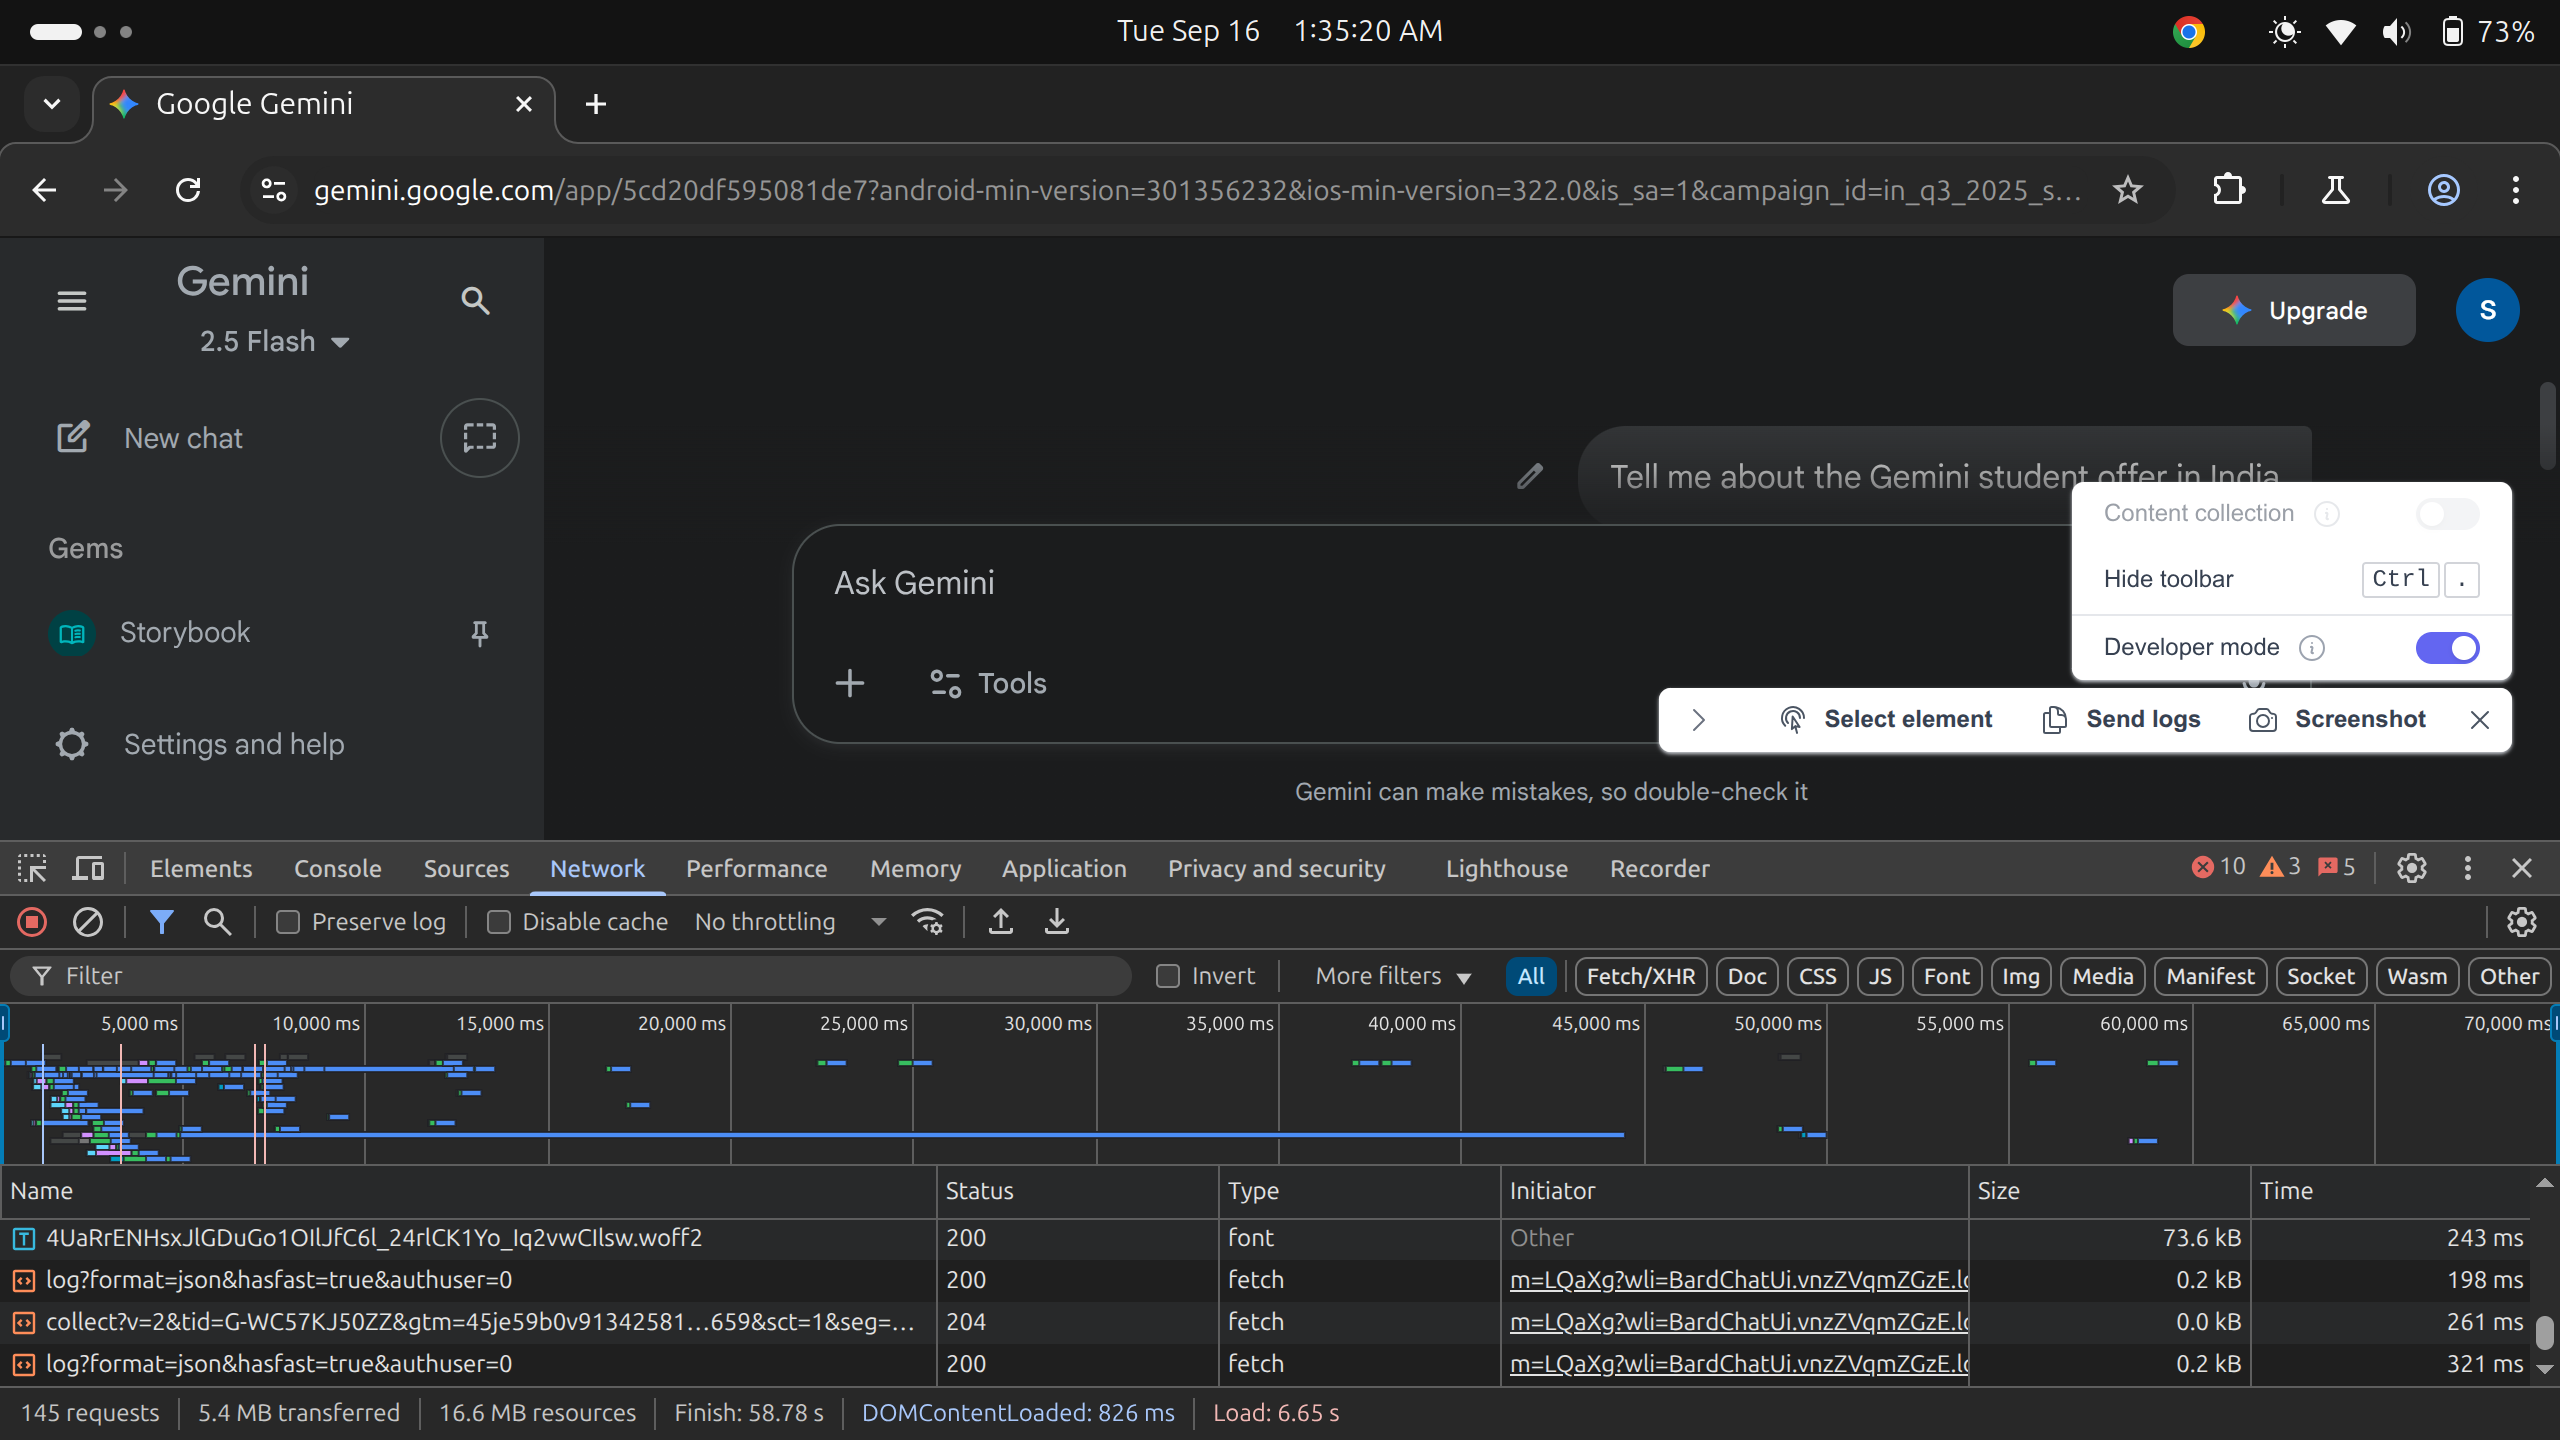 Tue Sep 16 1:35:20 AM
73%
Google Gemini
gemini.google.com/app/5cd20df595081de7?android-min-version=301356232&ios-min-version=322.0&is_sa=1&campaign_id=in_q3_2025_s...
Gemini
2.5 Flash
Upgrade
S
New chat
Tell me about the Gemini student offer in India
Content collection
Gems
Hide toolbar
Ctrl .
Ask Gemini
Storybook
Developer mode
Tools
Select element
Send logs
Screenshot
Settings and help
Gemini can make mistakes, so double-check it
Elements Console Sources Network Performance Memory Application Privacy and security Lighthouse Recorder 10 3 5
Preserve log Disable cache No throttling
Filter Invert More filters All Fetch/XHR Doc CSS JS Font Img Media Manifest Socket Wasm Other
5,000 ms 10,000 ms 15,000 ms 20,000 ms 25,000 ms 30,000 ms 35,000 ms 40,000 ms 45,000 ms 50,000 ms 55,000 ms 60,000 ms 65,000 ms 70,000 ms
Name Status Type Initiator Size Time
4UaRrENHsxJlGDuGo1OIlJfC6l_24rlCK1Yo_Iq2vwCIlsw.woff2 200 font Other 73.6 kB 243 ms
log?format=json&hasfast=true&authuser=0 200 fetch m=LQaXg?wli=BardChatUi.vnzZVqmZGzE.lo 0.2 kB 198 ms
collect?v=2&tid=G-WC57KJ50ZZ&gtm=45je59b0v91342581...659&sct=1&seg=... 204 fetch m=LQaXg?wli=BardChatUi.vnzZVqmZGzE.lo 0.0 kB 261 ms
log?format=json&hasfast=true&authuser=0 200 fetch m=LQaXg?wli=BardChatUi.vnzZVqmZGzE.lo 0.2 kB 321 ms
145 requests 5.4 MB transferred 16.6 MB resources Finish: 58.78 s DOMContentLoaded: 826 ms Load: 6.65 s